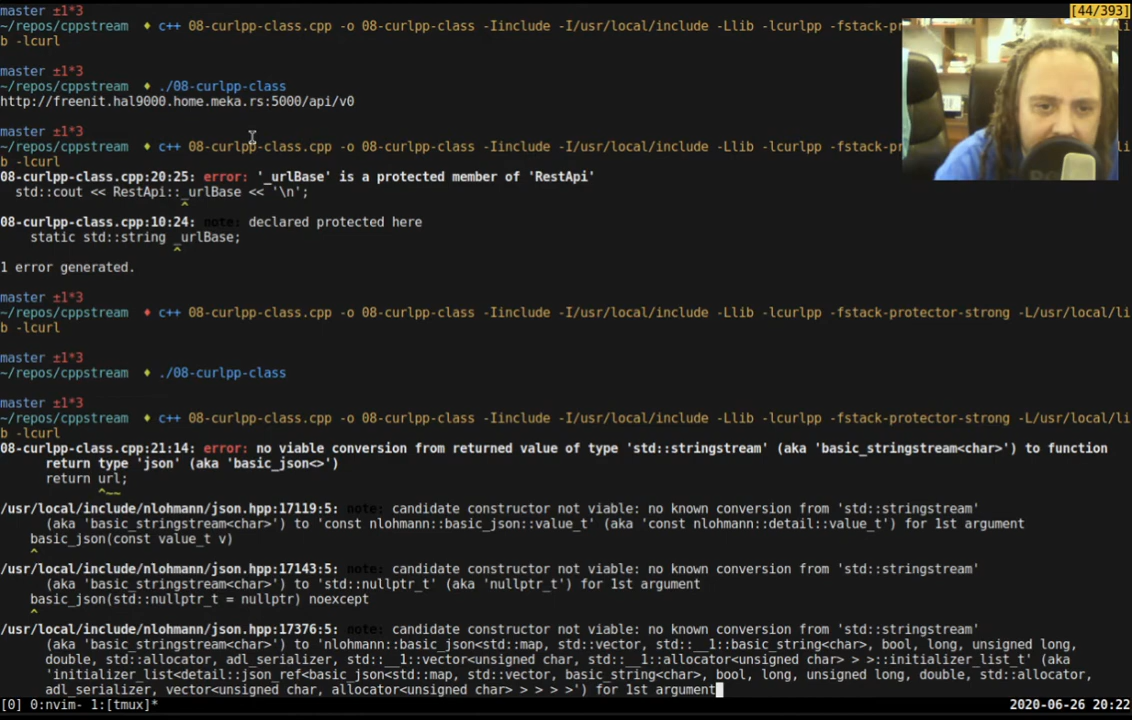 master ±1*3
[44/393]
~/repos/cppstream ♦ c++ 08-curlpp-class.cpp -o 08-curlpp-class -Iinclude -I/usr/local/include -Llib -lcurlpp -fstack-pr
b -lcurl
master ±1*3
~/repos/cppstream ♦ ./08-curlpp-class
http://freenit.hal9000.home.meka.rs:5000/api/v0
master ±1*3
~/repos/cppstream ♦ c++ 08-curlpp-class.cpp -o 08-curlpp-class -Iinclude -I/usr/local/include -Llib -lcurlpp -fstack-pr
b -lcurl
08-curlpp-class.cpp:20:25: error: '_urlBase' is a protected member of 'RestApi'
std::cout << RestApi::_urlBase << '\n';
^
08-curlpp-class.cpp:10:24: note: declared protected here
static std::string _urlBase;
^
1 error generated.
master ±1*3
~/repos/cppstream ♦ c++ 08-curlpp-class.cpp -o 08-curlpp-class -Iinclude -I/usr/local/include -Llib -lcurlpp -fstack-protector-strong -L/usr/local/li
b -lcurl
master ±1*3
~/repos/cppstream ♦ ./08-curlpp-class
master ±1*3
~/repos/cppstream ♦ c++ 08-curlpp-class.cpp -o 08-curlpp-class -Iinclude -I/usr/local/include -Llib -lcurlpp -fstack-protector-strong -L/usr/local/li
b -lcurl
08-curlpp-class.cpp:21:14: error: no viable conversion from returned value of type 'std::stringstream' (aka 'basic_stringstream<char>') to function
return type 'json' (aka 'basic_json<>')
return url;
^~~
/usr/local/include/nlohmann/json.hpp:17119:5: note: candidate constructor not viable: no known conversion from 'std::stringstream'
(aka 'basic_stringstream<char>') to 'const nlohmann::basic_json::value_t' (aka 'const nlohmann::detail::value_t') for 1st argument
basic_json(const value_t v)
^
/usr/local/include/nlohmann/json.hpp:17143:5: note: candidate constructor not viable: no known conversion from 'std::stringstream'
(aka 'basic_stringstream<char>') to 'std::nullptr_t' (aka 'nullptr_t') for 1st argument
basic_json(std::nullptr_t = nullptr) noexcept
^
/usr/local/include/nlohmann/json.hpp:17376:5: note: candidate constructor not viable: no known conversion from 'std::stringstream'
(aka 'basic_stringstream<char>') to 'nlohmann::basic_json<std::map, std::vector, std::__1::basic_string<char>, bool, long, unsigned long,
double, std::allocator, adl_serializer, std::__1::vector<unsigned char, std::__1::allocator<unsigned char> > >::initializer_list_t' (aka
'initializer_list<detail::json_ref<basic_json<std::map, std::vector, basic_string<char>, bool, long, unsigned long, double, std::allocator,
adl_serializer, vector<unsigned char, allocator<unsigned char> > > > >') for 1st argument
[0] 0:nvim- 1:[tmux]*
2020-06-26 20:22